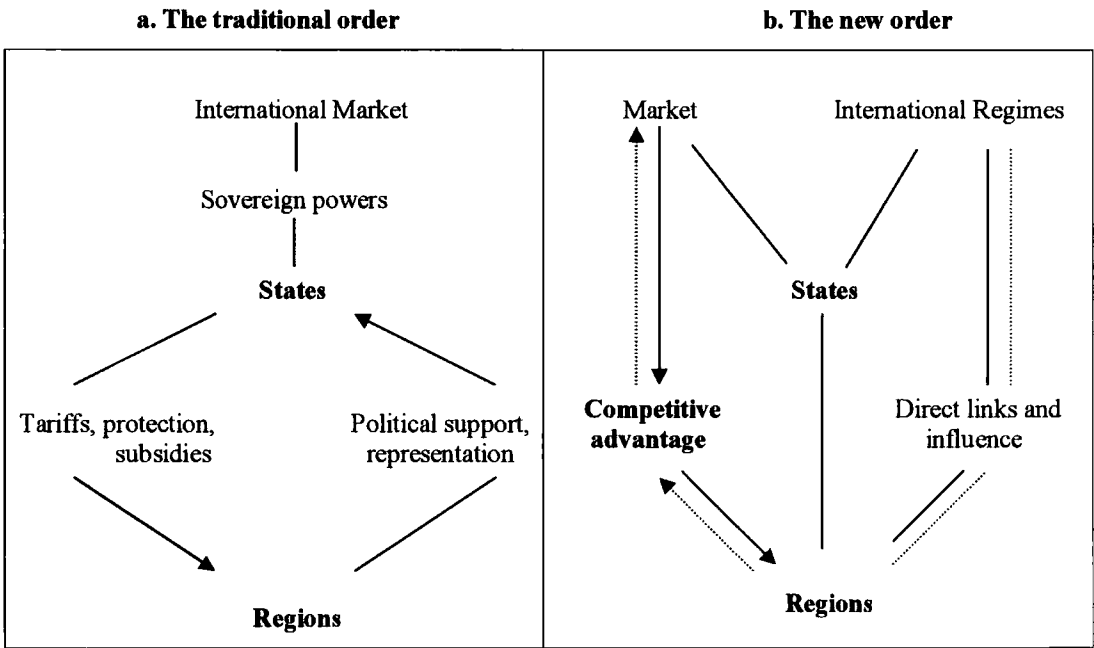 a. The traditional order
International Market
Sovereign powers
States
Tariffs, protection,
subsidies
Political support,
representation
Regions
b. The new order
Market
International Regimes
States
Competitive
advantage
Direct links and
influence
Regions